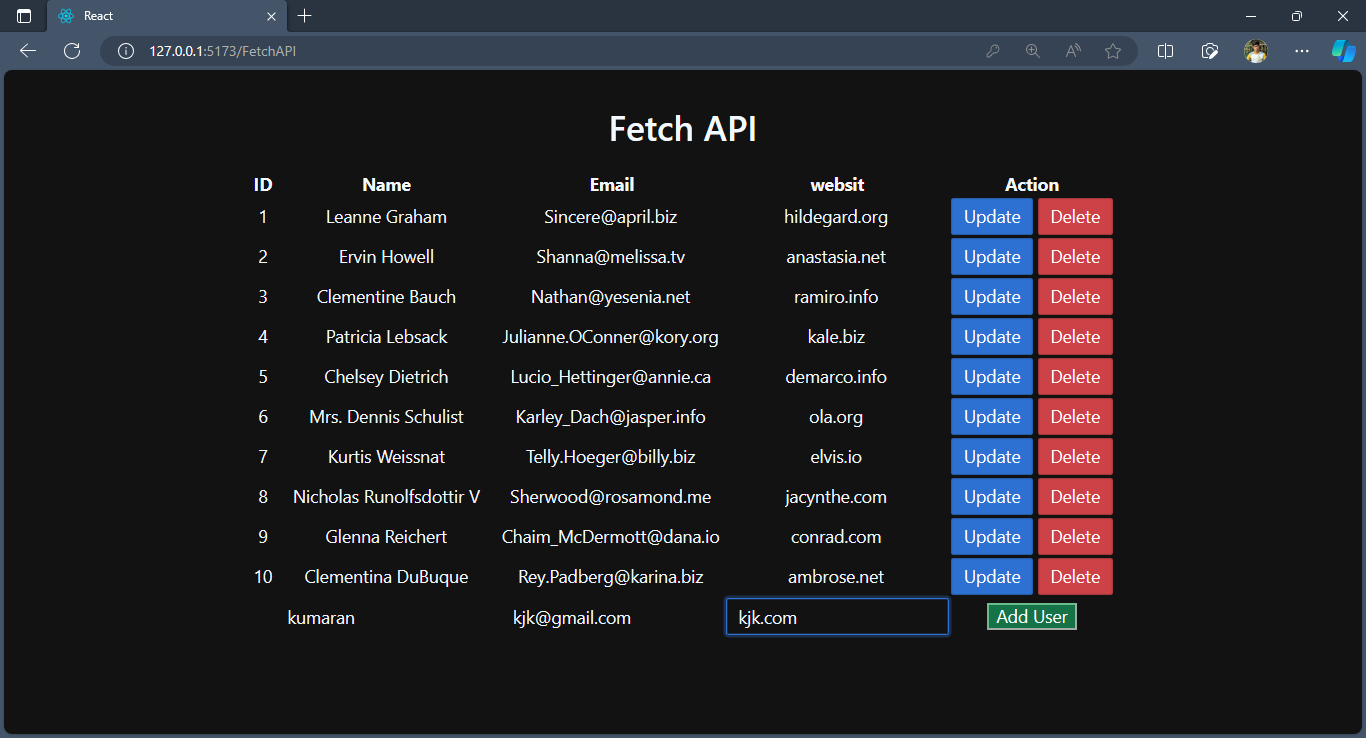 React
127.0.0.1:5173/FetchAPI
Fetch API
ID Name Email websit Action
1 Leanne Graham Sincere@april.biz hildegard.org Update Delete
2 Ervin Howell Shanna@melissa.tv anastasia.net Update Delete
3 Clementine Bauch Nathan@yesenia.net ramiro.info Update Delete
4 Patricia Lebsack Julianne.OConner@kory.org kale.biz Update Delete
5 Chelsey Dietrich Lucio_Hettinger@annie.ca demarco.info Update Delete
6 Mrs. Dennis Schulist Karley_Dach@jasper.info ola.org Update Delete
7 Kurtis Weissnat Telly.Hoeger@billy.biz elvis.io Update Delete
8 Nicholas Runolfsdottir V Sherwood@rosamond.me jacynthe.com Update Delete
9 Glenna Reichert Chaim_McDermott@dana.io conrad.com Update Delete
10 Clementina DuBuque Rey.Padberg@karina.biz ambrose.net Update Delete
kumaran kjk@gmail.com kjk.com Add User